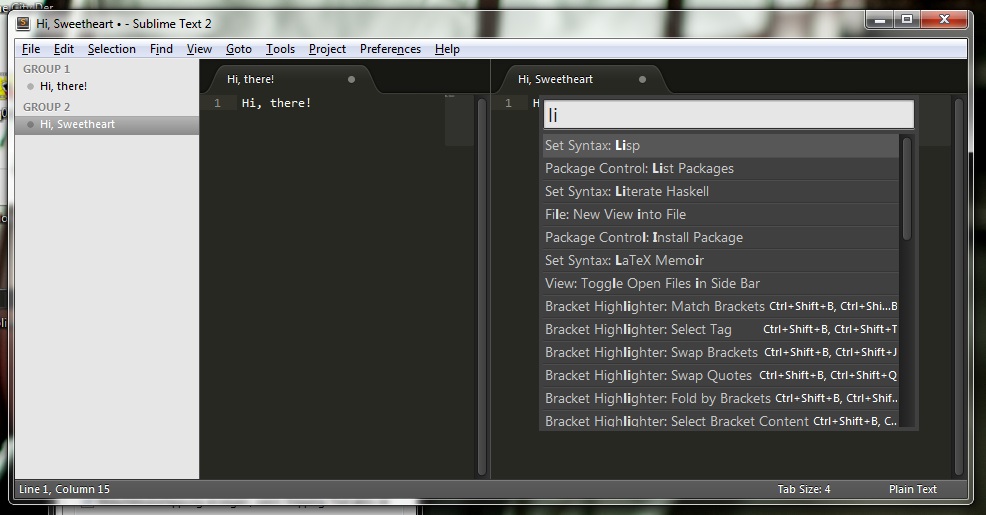 Hi, Sweetheart • - Sublime Text 2
File Edit Selection Find View Goto Tools Project Preferences Help
GROUP 1
Hi, there!
GROUP 2
Hi, Sweetheart
Hi, there!
1 Hi, there!
Hi, Sweetheart
1 H
li
Set Syntax: Lisp
Package Control: List Packages
Set Syntax: Literate Haskell
File: New View into File
Package Control: Install Package
Set Syntax: LaTeX Memoir
View: Toggle Open Files in Side Bar
Bracket Highlighter: Match Brackets Ctrl+Shift+B, Ctrl+Shi...B
Bracket Highlighter: Select Tag Ctrl+Shift+B, Ctrl+Shift+T
Bracket Highlighter: Swap Brackets Ctrl+Shift+B, Ctrl+Shift+J
Bracket Highlighter: Swap Quotes Ctrl+Shift+B, Ctrl+Shift+Q
Bracket Highlighter: Fold by Brackets Ctrl+Shift+B, Ctrl+Shif..
Bracket Highlighter: Select Bracket Content Ctrl+Shift+B, C..
Line 1, Column 15 Tab Size: 4 Plain Text